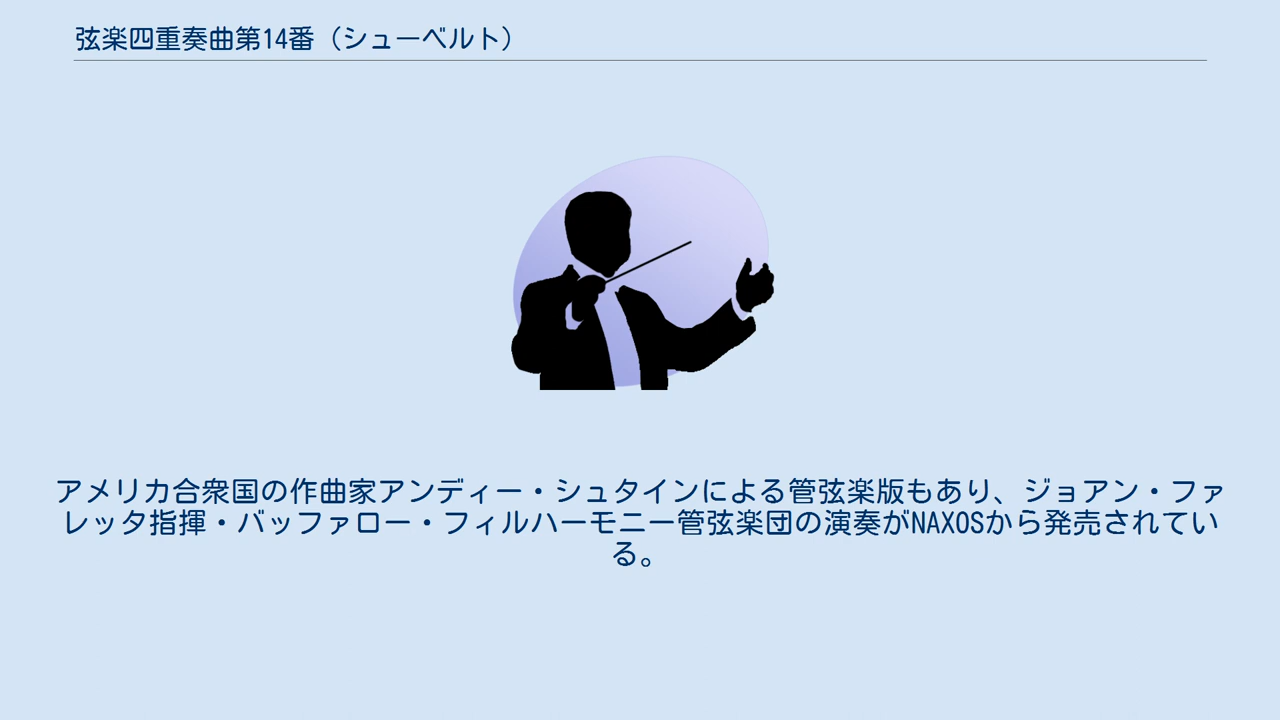 弦楽四重奏曲第14番（シューベルト）
アメリカ合衆国の作曲家アンディー・シュタインによる管弦楽版もあり、ジョアン・ファ
レッタ指揮・バッファロー・フィルハーモニー管弦楽団の演奏がNAXOSから発売されてい
る。